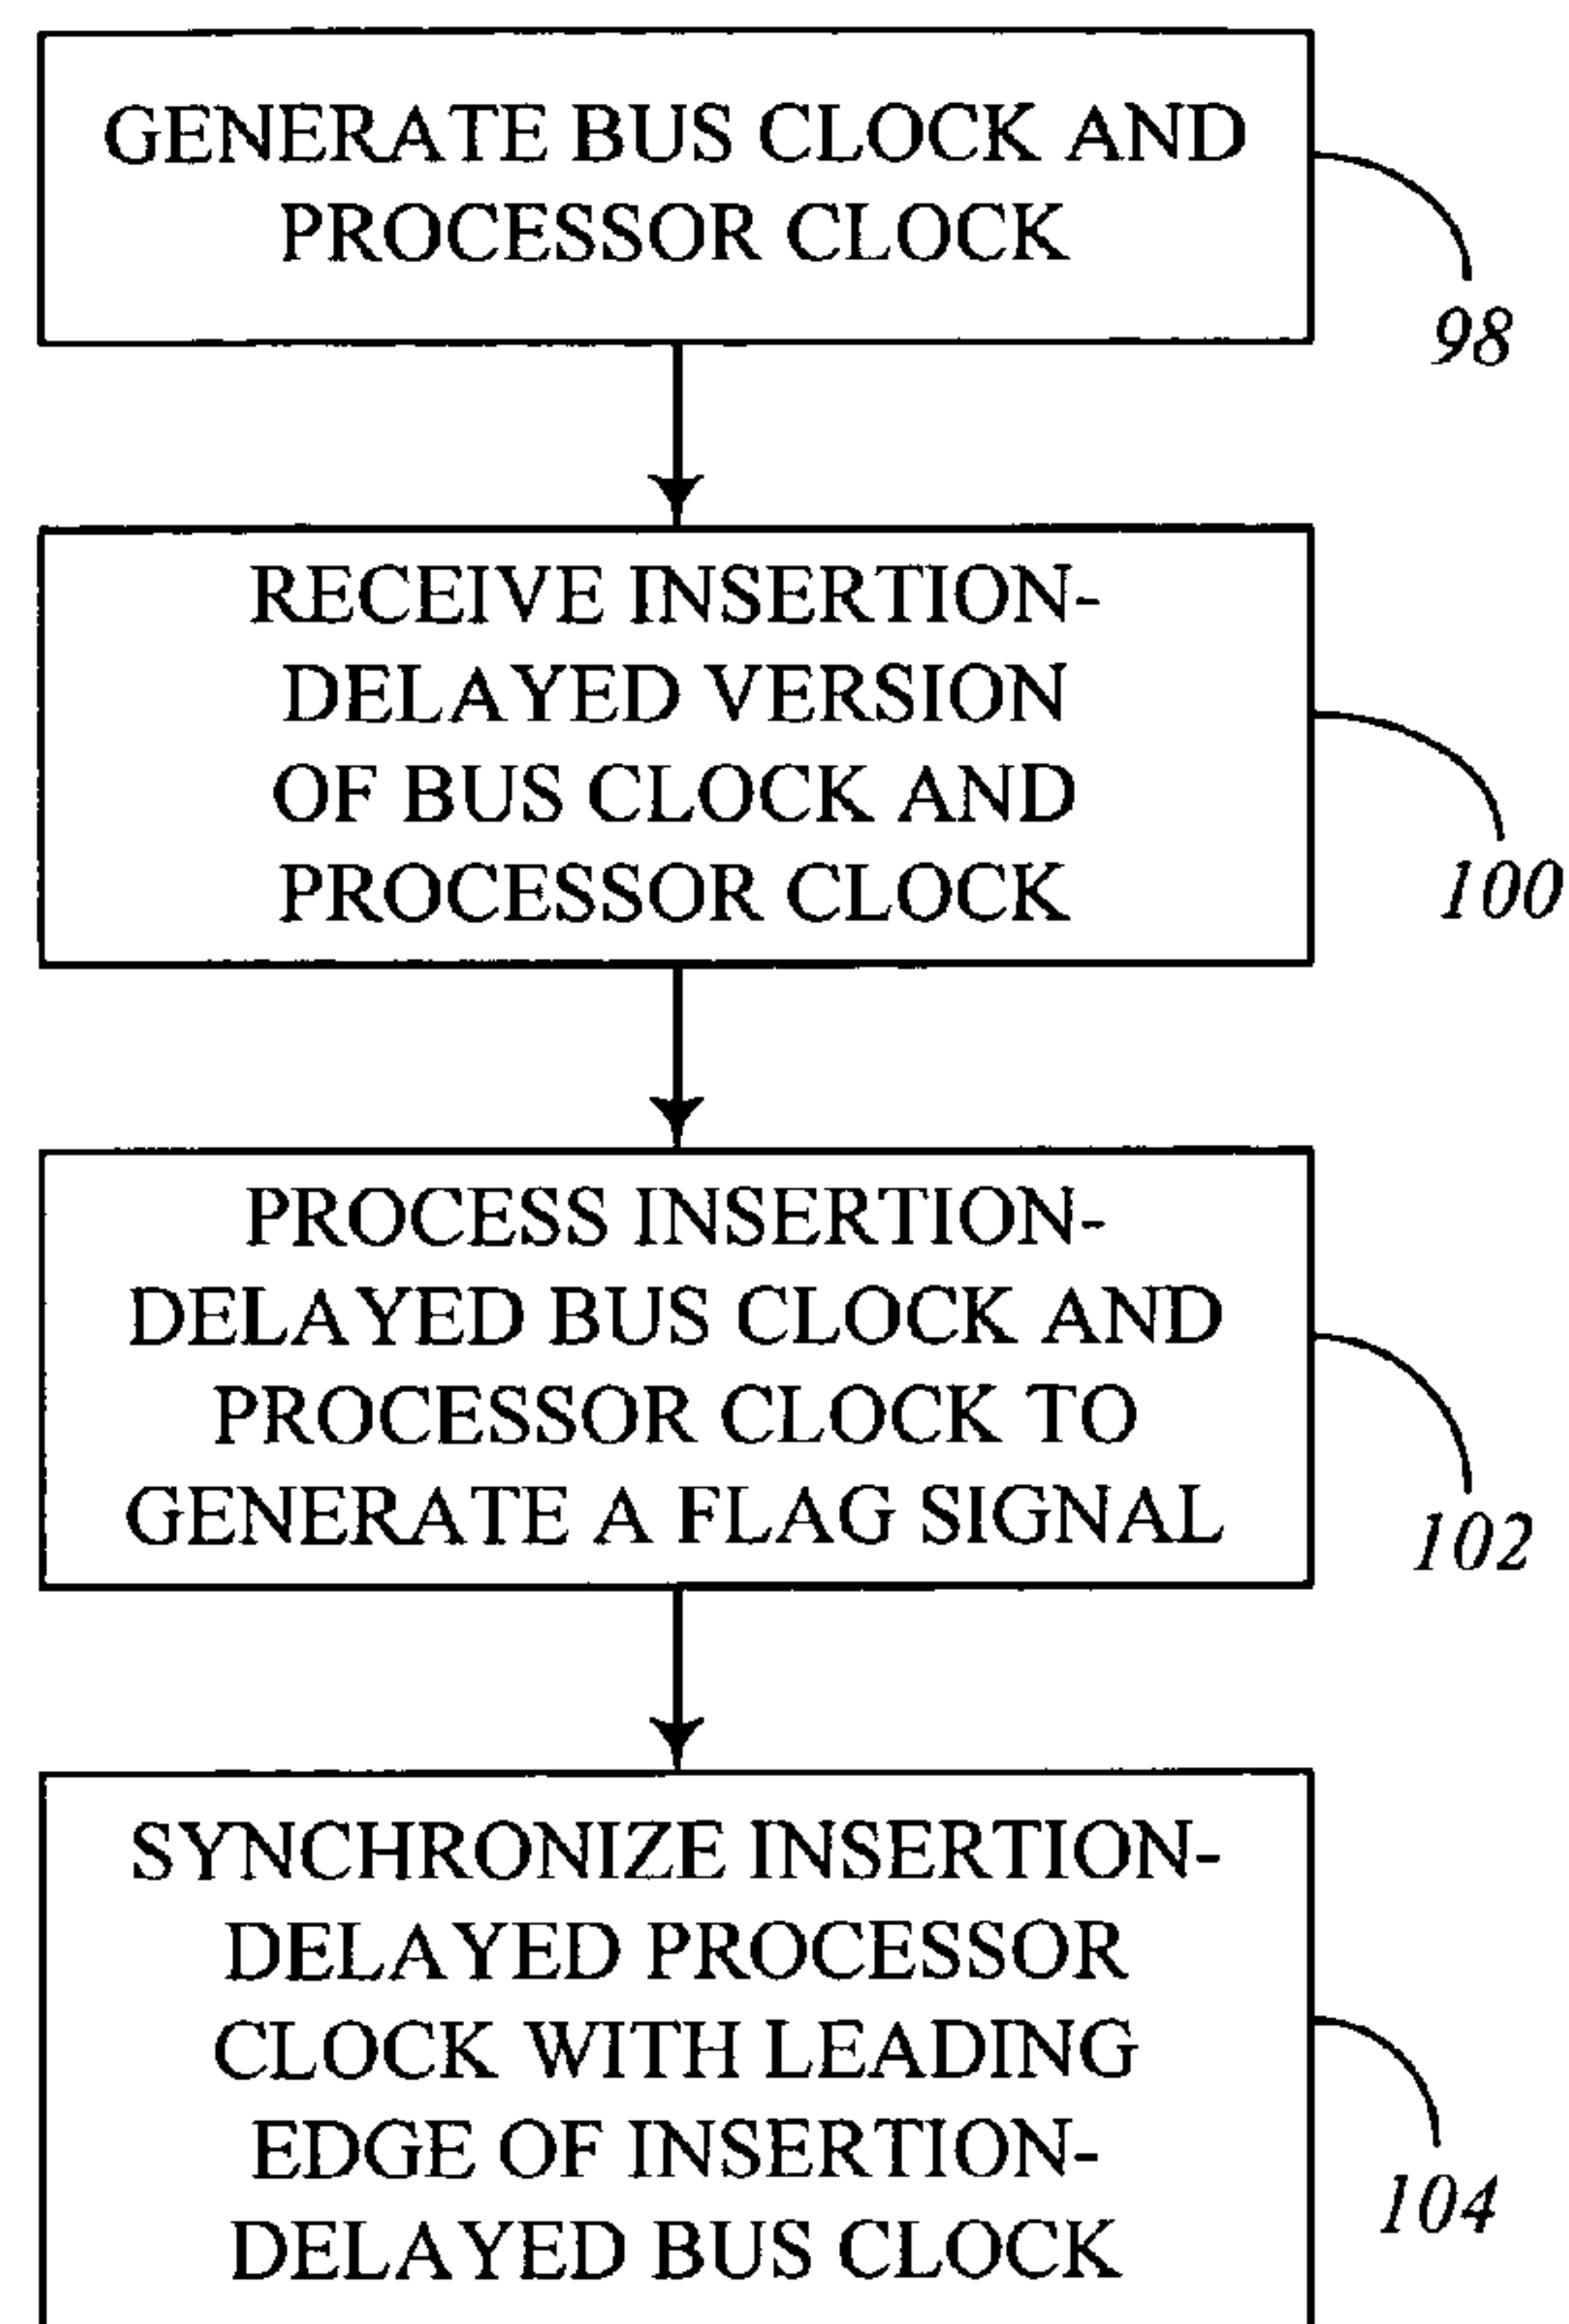 GENERATE BUS CLOCK AND
PROCESSOR CLOCK
98
RECEIVE INSERTION-
DELAYED VERSION
OF BUS CLOCK AND
PROCESSOR CLOCK
100
PROCESS INSERTION-
DELAYED BUS CLOCK AND
PROCESSOR CLOCK TO
GENERATE A FLAG SIGNAL
102
SYNCHRONIZE INSERTION-
DELAYED PROCESSOR
CLOCK WITH LEADING
EDGE OF INSERTION-
DELAYED BUS CLOCK
104